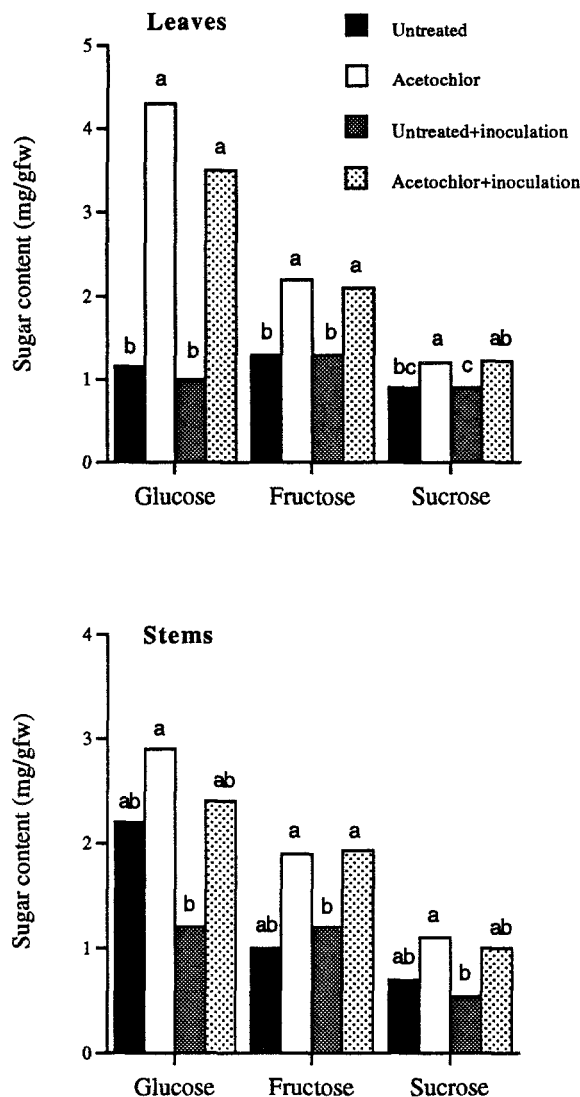 Leaves
Untreated
Acetochlor
Untreated+inoculation
Acetochlor+inoculation
Sugar content (mg/gfw)
5
4
3
2
1
0
b
a
b
a
b
a
b
a
bc
a
c
ab
Glucose
Fructose
Sucrose
Stems
Sugar content (mg/gfw)
4
3
2
1
0
ab
a
b
ab
ab
a
b
a
ab
a
b
ab
Glucose
Fructose
Sucrose